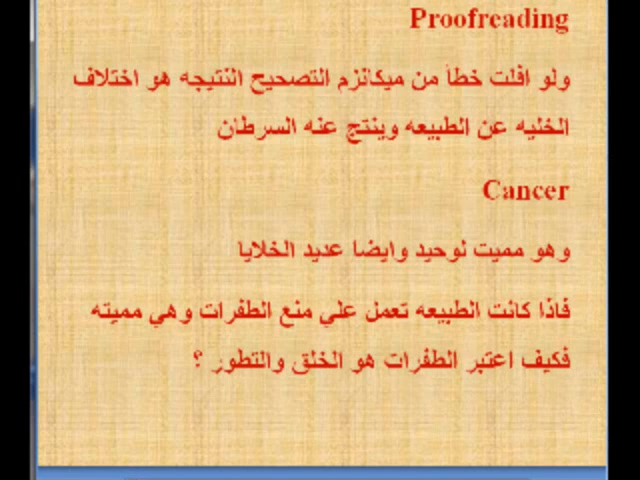 Proofreading
ولو افلت خطأ من ميكانزم التصحيح النتيجه هو اختلاف
الخليه عن الطبيعه وينتج عنه السرطان
Cancer
وهو مميت لوحيد وايضا عديد الخلايا
فاذا كانت الطبيعه تعمل علي منع الطفرات وهي مميته
فكيف اعتبر الطفرات هو الخلق والتطور ؟